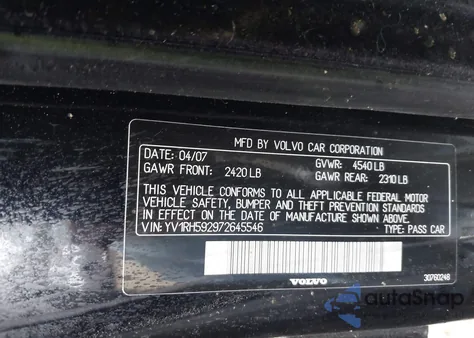 MFD BY VOLVO CAR CORPORATION
DATE: 04/07 GVWR: 4540 LB
GAWR FRONT: 2420 LB GAWR REAR: 2310 LB
THIS VEHICLE CONFORMS TO ALL APPLICABLE FEDERAL MOTOR
VEHICLE SAFETY, BUMPER AND THEFT PREVENTION STANDARDS
IN EFFECT ON THE DATE OF MANUFACTURE SHOWN ABOVE.
VIN: YV1RH592972645546 TYPE: PASS CAR
VOLVO 30760246
autoSnap